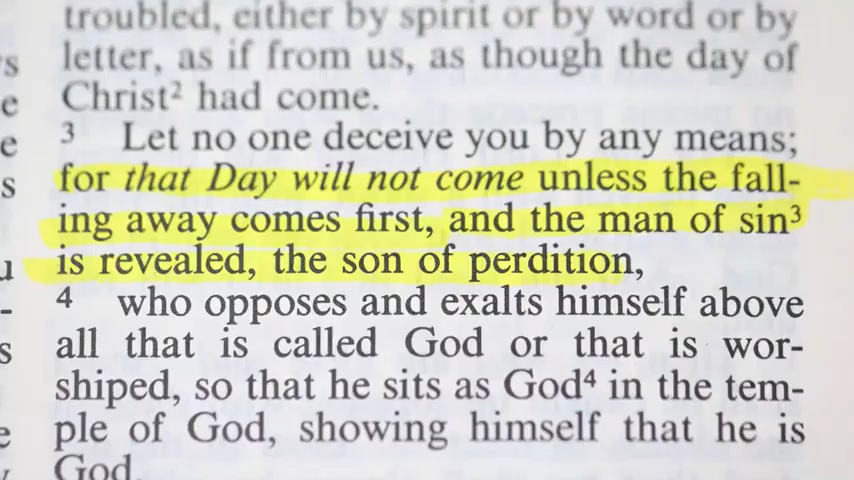 troubled, either by spirit or by word or by
letter, as if from us, as though the day of
Christ² had come.
3 Let no one deceive you by any means;
for that Day will not come unless the fall-
ing away comes first, and the man of sin³
is revealed, the son of perdition,
4 who opposes and exalts himself above
all that is called God or that is wor-
shiped, so that he sits as God⁴ in the tem-
ple of God, showing himself that he is
God.